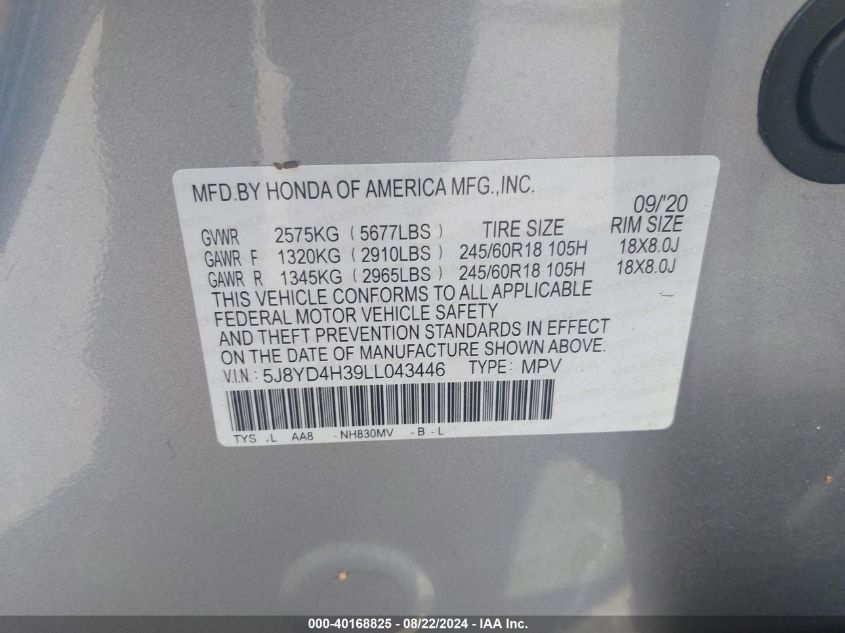 MFD.BY HONDA OF AMERICA MFG.,INC.
09/'20
GVWR 2575KG (5677LBS) TIRE SIZE RIM SIZE
GAWR F 1320KG (2910LBS) 245/60R18 105H 18X8.0J
GAWR R 1345KG (2965LBS) 245/60R18 105H 18X8.0J
THIS VEHICLE CONFORMS TO ALL APPLICABLE
FEDERAL MOTOR VEHICLE SAFETY
AND THEFT PREVENTION STANDARDS IN EFFECT
ON THE DATE OF MANUFACTURE SHOWN ABOVE.
V.I.N.: 5J8YD4H39LL043446 TYPE: MPV
TYS .L AA8 -NH830MV -B-L
000-40168825 - 08/22/2024 - IAA Inc.